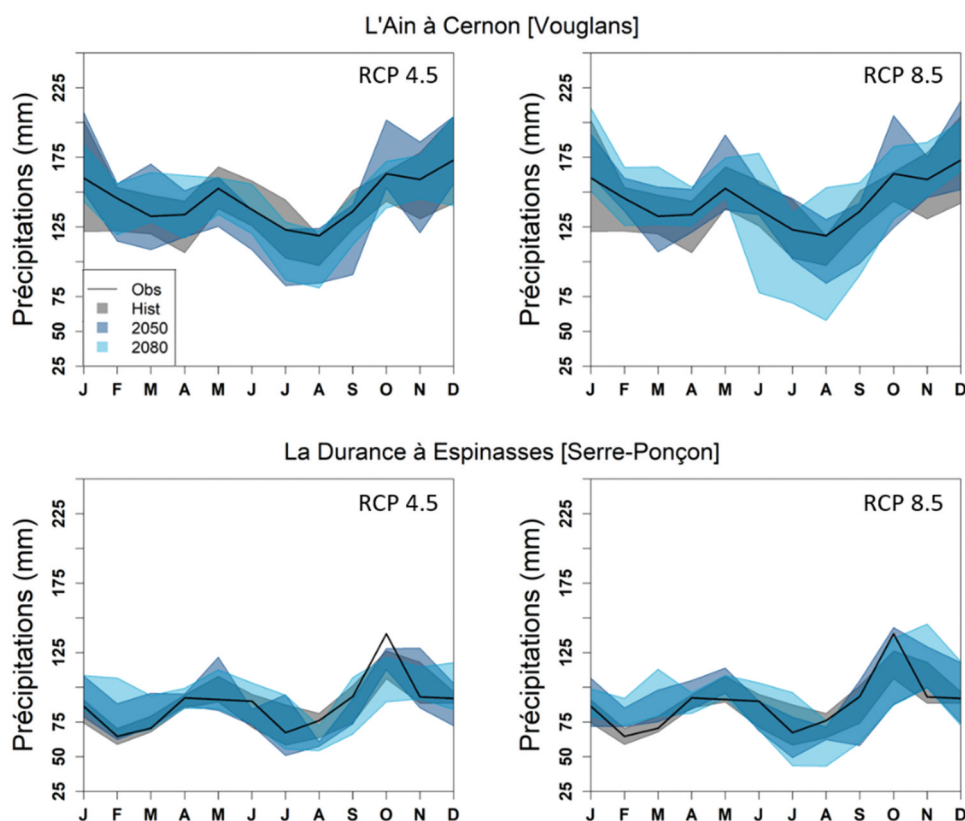 L'Ain à Cernon [Vouglans]
Précipitations (mm)
225
175
125
75
50
25
RCP 4.5
Obs
Hist
2050
2080
J F M A M J J A S O N D
Précipitations (mm)
225
175
125
75
50
25
RCP 8.5
J F M A M J J A S O N D
La Durance à Espinasses [Serre-Ponçon]
Précipitations (mm)
225
175
125
75
50
25
RCP 4.5
J F M A M J J A S O N D
Précipitations (mm)
225
175
125
75
50
25
RCP 8.5
J F M A M J J A S O N D